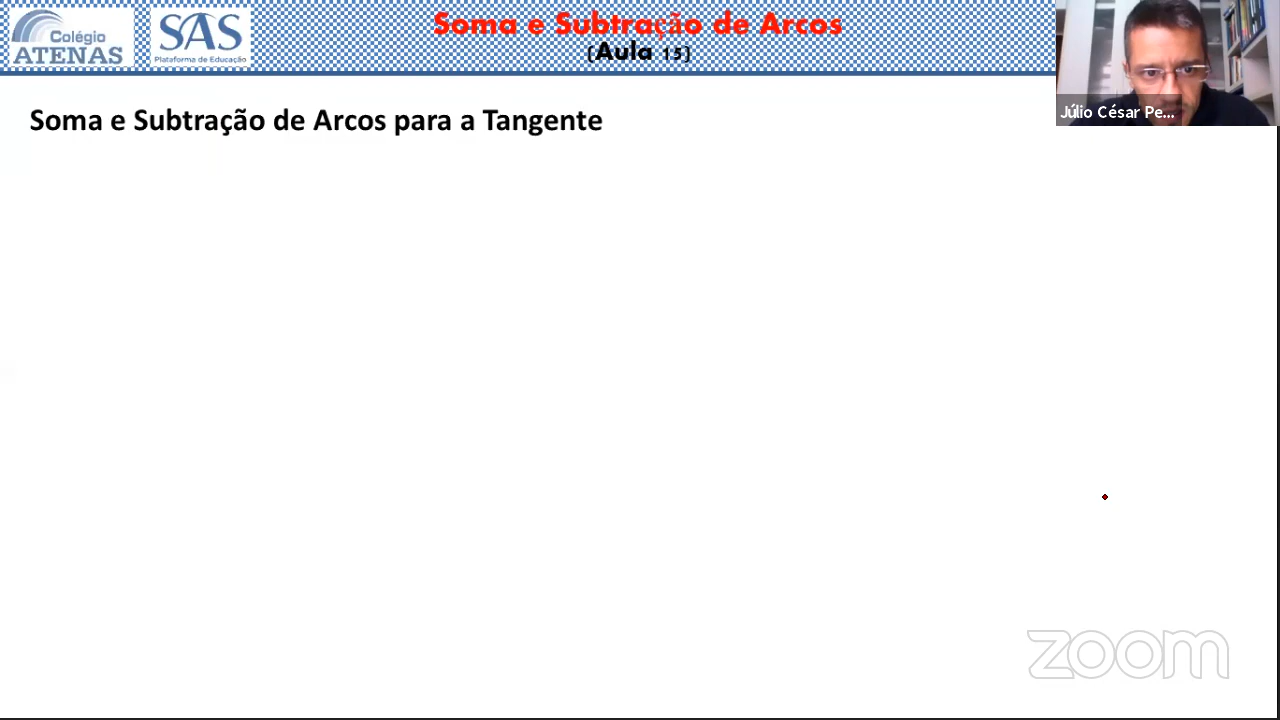 Colégio
ATENAS
SAS
Plataforma de Educação
Soma e Subtração de Arcos
(Aula 15)
Júlio César Pe...
Soma e Subtração de Arcos para a Tangente
zoom